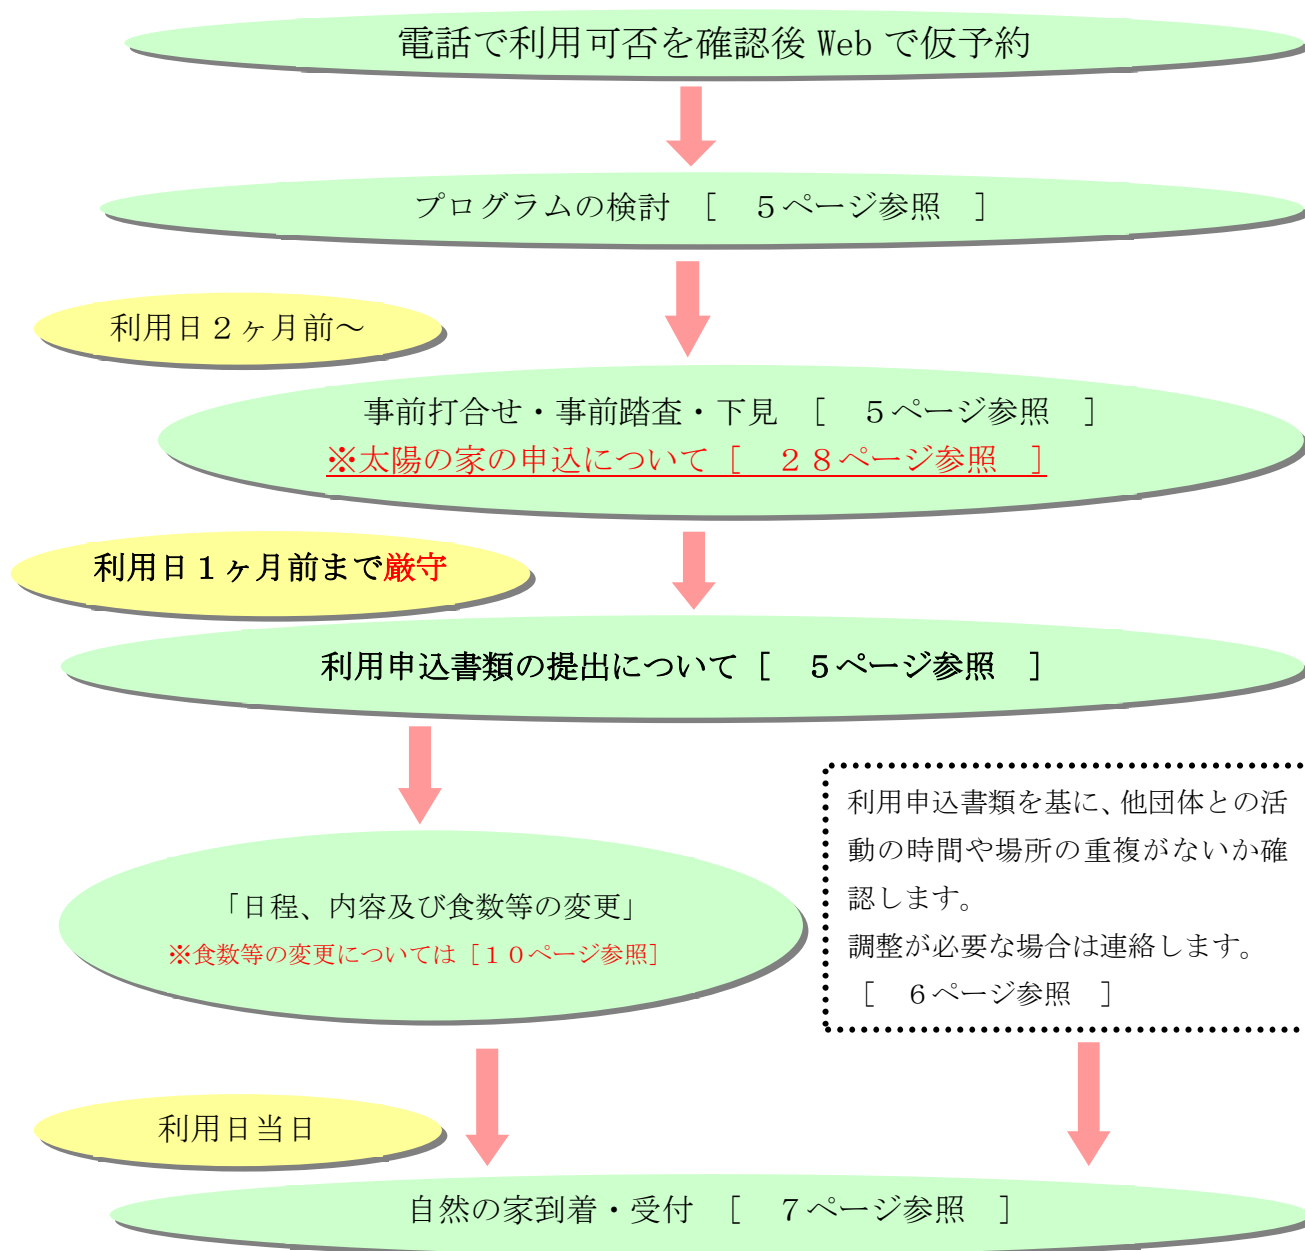 電話で利用可否を確認後 Web で仮予約
プログラムの検討　［　５ページ参照　］
利用日２ヶ月前～
事前打合せ・事前踏査・下見　［　５ページ参照　］
※太陽の家の申込について［　２８ページ参照　］
利用日１ヶ月前まで厳守
利用申込書類の提出について［　５ページ参照　］
利用申込書類を基に、他団体との活
動の時間や場所の重複がないか確
認します。
調整が必要な場合は連絡します。
［　６ページ参照　］
「日程、内容及び食数等の変更」
※食数等の変更については［１０ページ参照］
利用日当日
自然の家到着・受付　［　７ページ参照　］